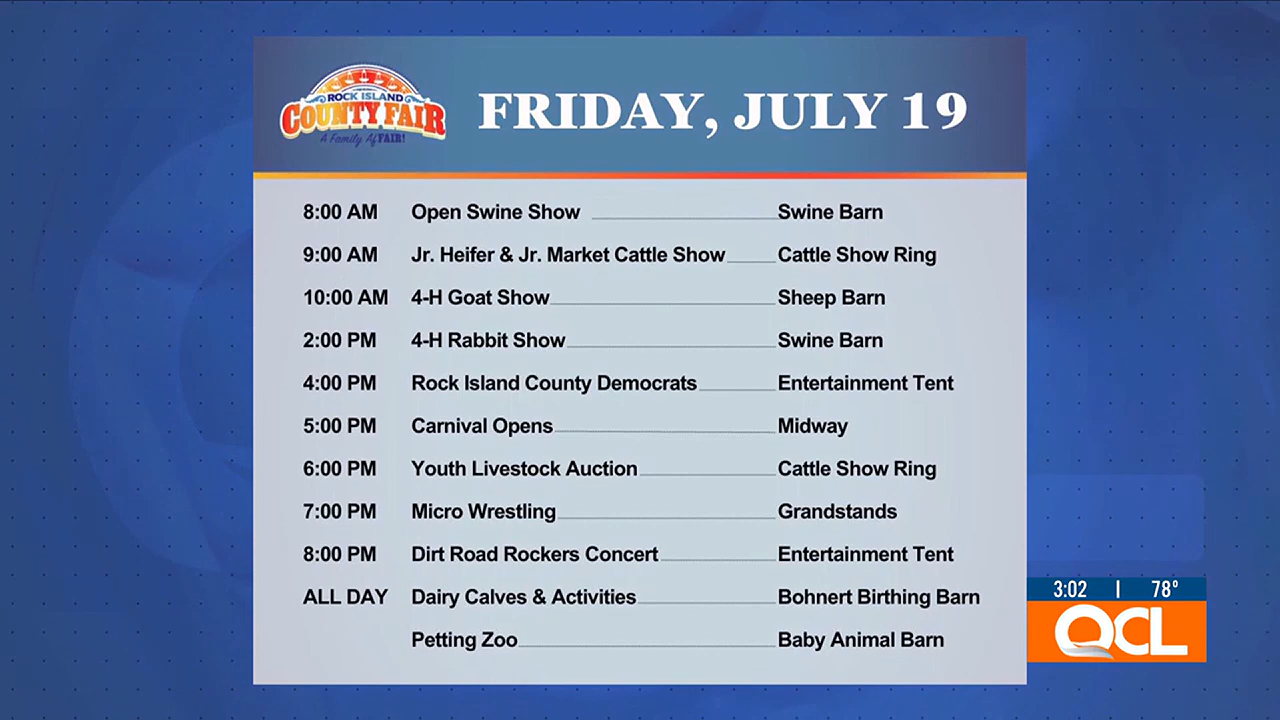 ROCK ISLAND
COUNTY FAIR
A Family AfFAIR!
FRIDAY, JULY 19
8:00 AM Open Swine Show Swine Barn
9:00 AM Jr. Heifer & Jr. Market Cattle Show Cattle Show Ring
10:00 AM 4-H Goat Show Sheep Barn
2:00 PM 4-H Rabbit Show Swine Barn
4:00 PM Rock Island County Democrats Entertainment Tent
5:00 PM Carnival Opens Midway
6:00 PM Youth Livestock Auction Cattle Show Ring
7:00 PM Micro Wrestling Grandstands
8:00 PM Dirt Road Rockers Concert Entertainment Tent
ALL DAY Dairy Calves & Activities Bohnert Birthing Barn
Petting Zoo Baby Animal Barn
3:02 | 78°
QCL